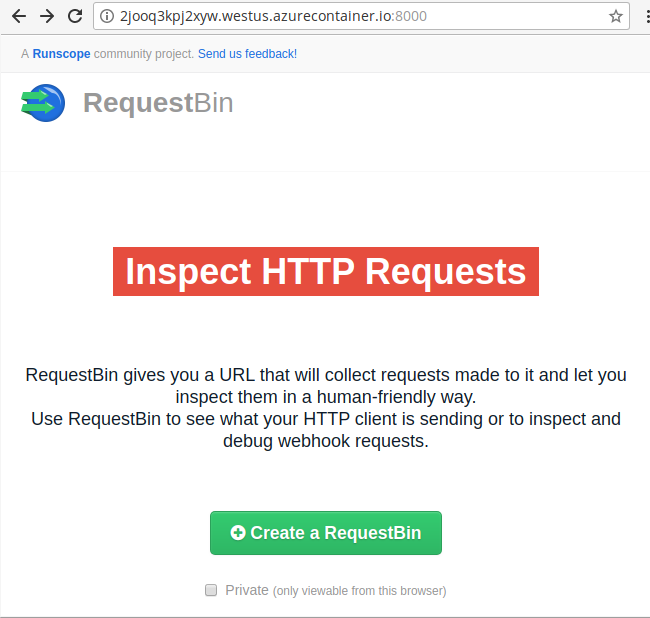 2jooq3kpj2xyw.westus.azurecontainer.io:8000
A Runscope community project. Send us feedback!
RequestBin
Inspect HTTP Requests
RequestBin gives you a URL that will collect requests made to it and let you
inspect them in a human-friendly way.
Use RequestBin to see what your HTTP client is sending or to inspect and
debug webhook requests.
Create a RequestBin
Private (only viewable from this browser)